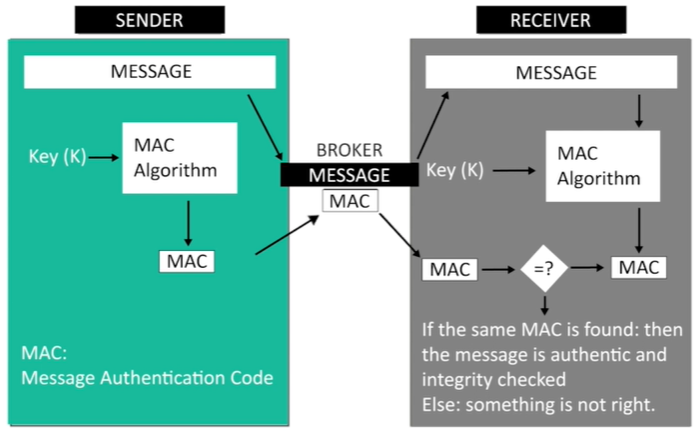 SENDER
MESSAGE
Key (K)
MAC
Algorithm
MAC
MAC:
Message Authentication Code
BROKER
MESSAGE
MAC
RECEIVER
MESSAGE
Key (K)
MAC
Algorithm
MAC
=?
MAC
If the same MAC is found: then
the message is authentic and
integrity checked
Else: something is not right.